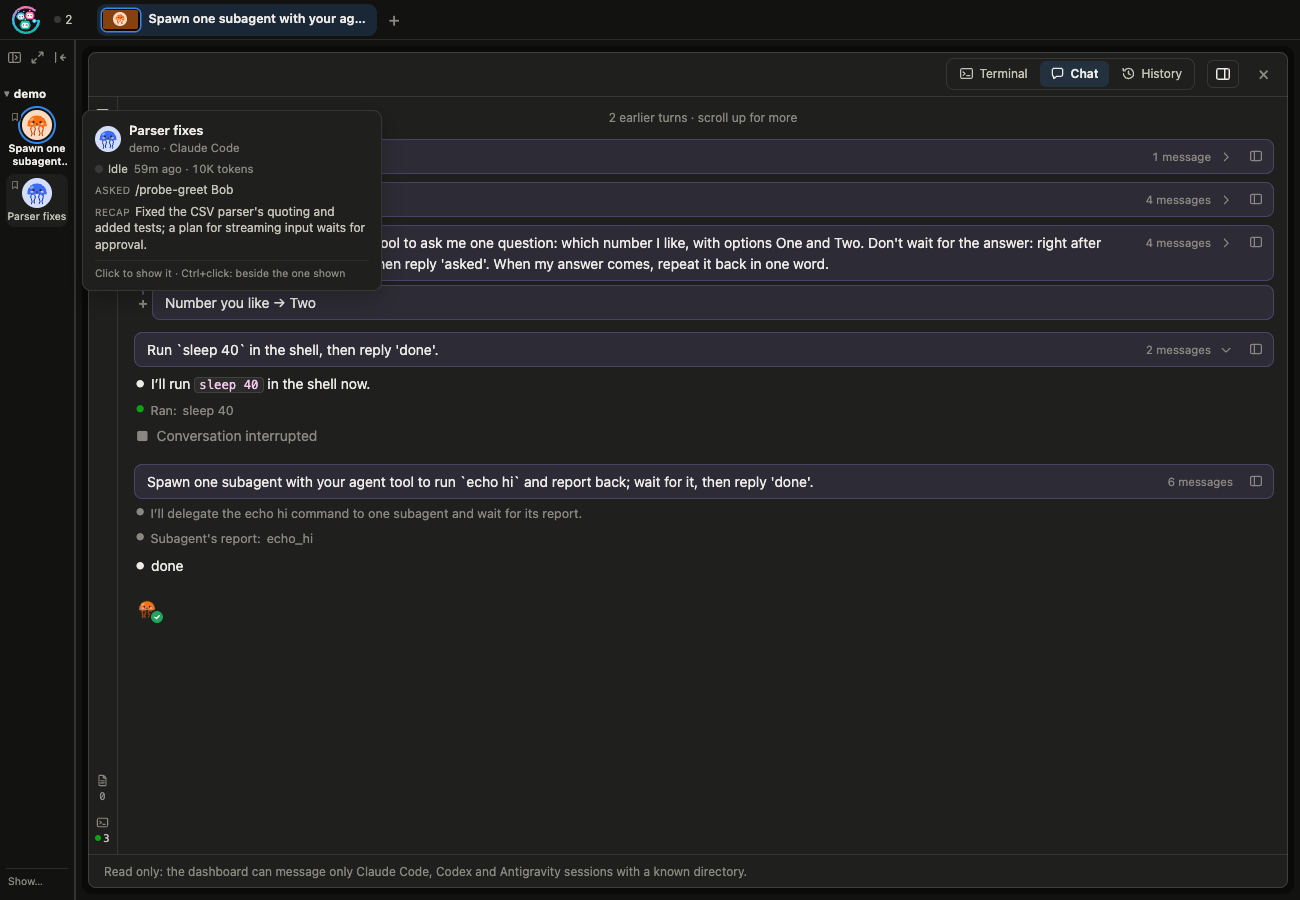 2
Spawn one subagent with your ag...
+
Terminal
Chat
History
demo
Spawn one
subagent..
Parser fixes
Parser fixes
demo · Claude Code
Idle 59m ago · 10K tokens
ASKED /probe-greet Bob
RECAP Fixed the CSV parser's quoting and
added tests; a plan for streaming input waits for
approval.
Click to show it · Ctrl+click: beside the one shown
2 earlier turns · scroll up for more
1 message
4 messages
ool to ask me one question: which number I like, with options One and Two. Don't wait for the answer: right after
4 messages
hen reply 'asked'. When my answer comes, repeat it back in one word.
+
Number you like → Two
Run `sleep 40` in the shell, then reply 'done'.
2 messages
I'll run sleep 40 in the shell now.
Ran: sleep 40
Conversation interrupted
Spawn one subagent with your agent tool to run `echo hi` and report back; wait for it, then reply 'done'.
6 messages
I'll delegate the echo hi command to one subagent and wait for its report.
Subagent's report: echo_hi
done
0
3
Show...
Read only: the dashboard can message only Claude Code, Codex and Antigravity sessions with a known directory.